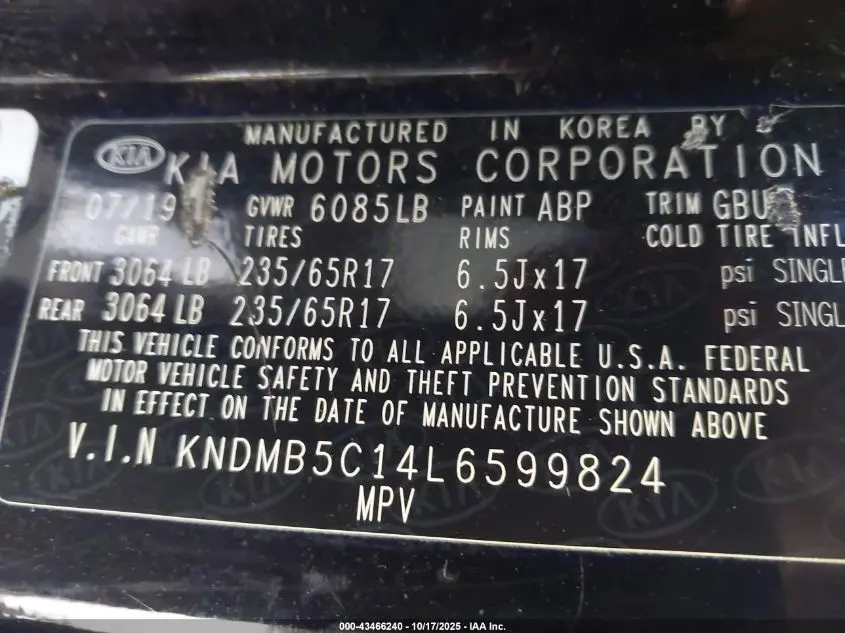 MANUFACTURED IN KOREA BY
KIA KIA MOTORS CORPORATION
07/19 GVWR 6085LB PAINT ABP TRIM GBU
GAWR TIRES RIMS COLD TIRE INFL
FRONT 3064 LB 235/65R17 6.5Jx17 psi SINGLE
REAR 3064 LB 235/65R17 6.5Jx17 psi SINGL
THIS VEHICLE CONFORMS TO ALL APPLICABLE U.S.A. FEDERAL
MOTOR VEHICLE SAFETY AND THEFT PREVENTION STANDARDS
IN EFFECT ON THE DATE OF MANUFACTURE SHOWN ABOVE
V.I.N KNDMB5C14L6599824
MPV
000-43466240 - 10/17/2025 - IAA Inc.